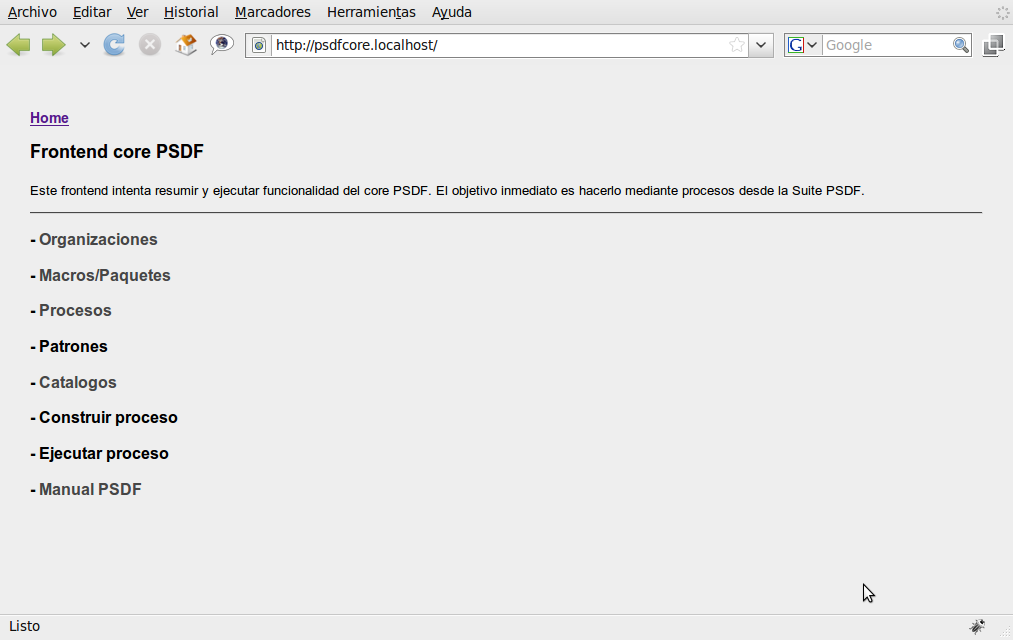 Archivo Editar Ver Historial Marcadores Herramientas Ayuda
http://psdfcore.localhost/ G Google
Home
Frontend core PSDF
Este frontend intenta resumir y ejecutar funcionalidad del core PSDF. El objetivo inmediato es hacerlo mediante procesos desde la Suite PSDF.
- Organizaciones
- Macros/Paquetes
- Procesos
- Patrones
- Catalogos
- Construir proceso
- Ejecutar proceso
- Manual PSDF
Listo